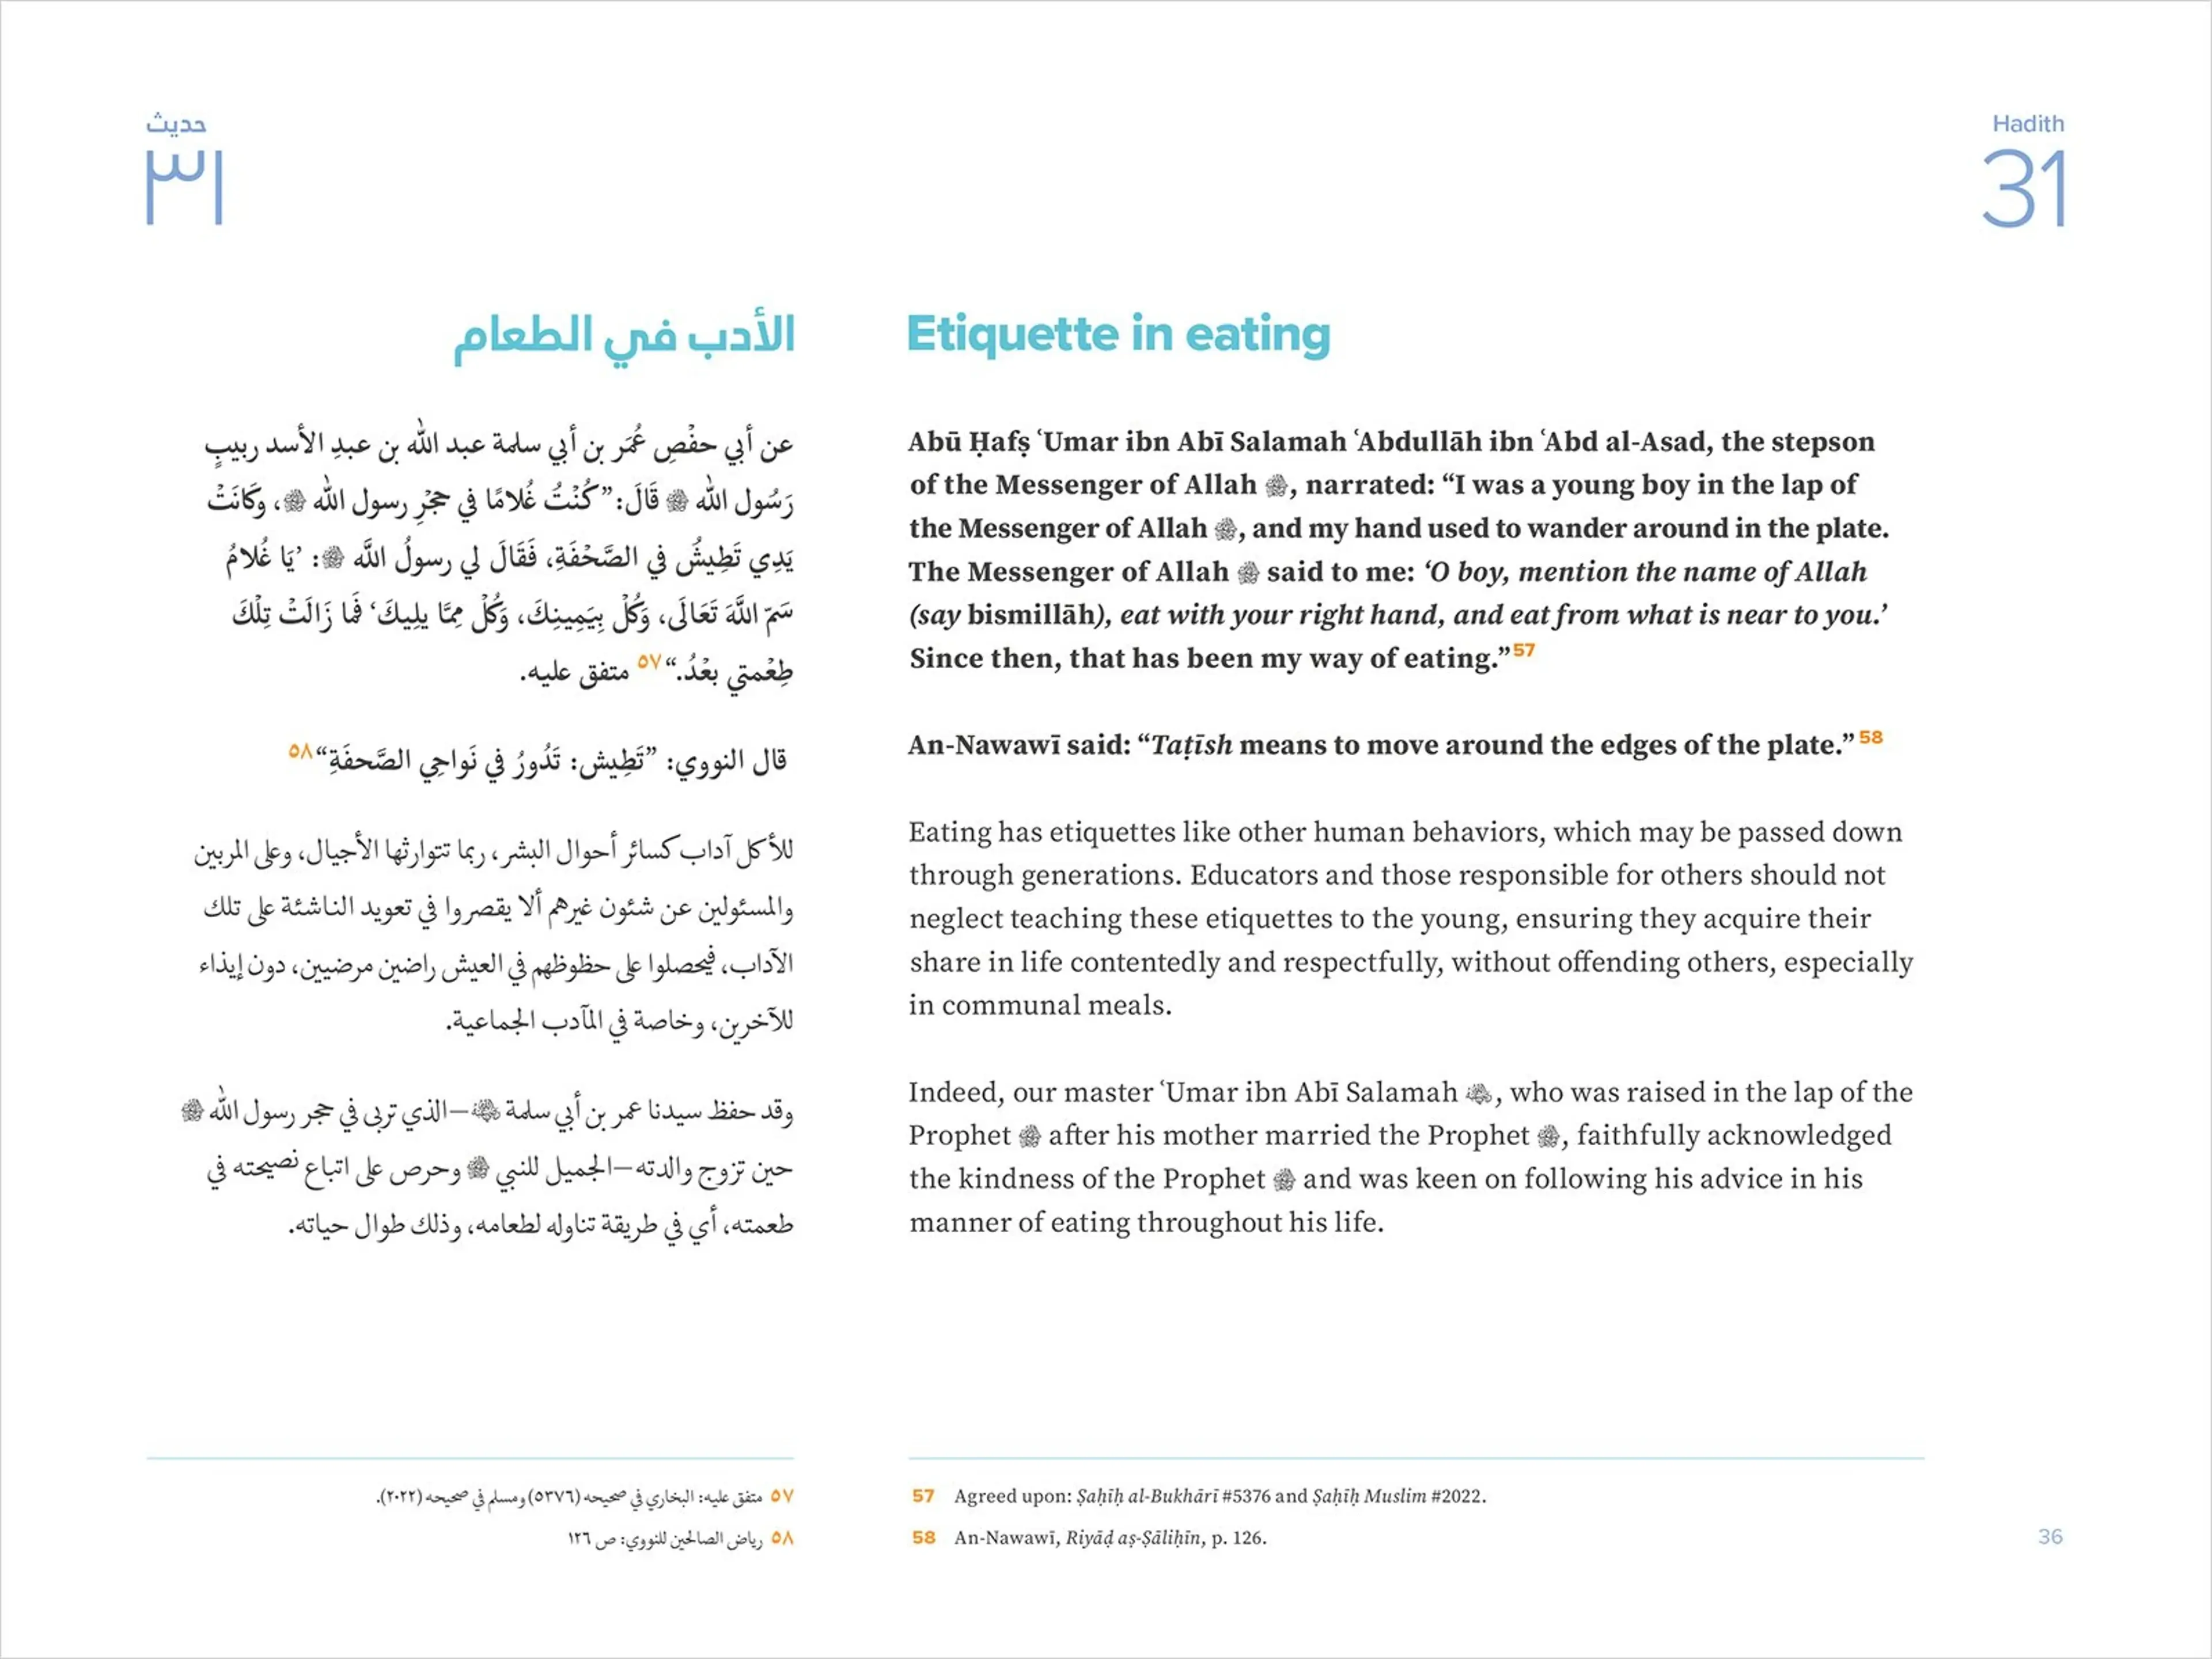 حديث
٣١
الأدب في الطعام
عن أبي حفْصٍ عُمَر بن أبي سلمة عبد الله بن عبدِ الأسد ربيبِ
رَسُول الله ﷺ قَالَ: ”كُنْتُ غُلامًا في حجْرِ رسول الله ﷺ، وكَانَتْ
يَدِي تَطِيشُ في الصَّحْفَةِ، فَقَالَ لي رسولُ اللَّه ﷺ: ’يَا غُلامُ
سَمّ اللَّهَ تَعَالَى، وَكُلْ بِيَمِينِكَ، وَكُلْ مِمَّا يلِيكَ‘ فَمَا زَالَتْ تِلْكَ
طِعْمتي بعْدُ.“ ٥٧ متفق عليه.
قال النووي: ”تَطِيش: تَدُورُ في نَواحِي الصَّحفَةِ“ ٥٨
للأكل آداب كسائر أحوال البشر، ربما تتوارثها الأجيال، وعلى المربين
والمسئولين عن شئون غيرهم ألا يقصروا في تعويد الناشئة على تلك
الآداب، فيحصلوا على حظوظهم في العيش راضين مرضيين، دون إيذاء
للآخرين، وخاصة في المآدب الجماعية.
وقد حفظ سيدنا عمر بن أبي سلمة –الذي تربى في حجر رسول الله ﷺ
حين تزوج والدته–الجميل للنبي ﷺ وحرص على اتباع نصيحته في
طعمته، أي في طريقة تناوله لطعامه، وذلك طوال حياته.
٥٧ متفق عليه: البخاري في صحيحه (٥٣٧٦) ومسلم في صحيحه (٢٠٢٢).
٥٨ رياض الصالحين للنووي: ص ١٢٦
Hadith
31
Etiquette in eating
Abū Ḥafṣ ʿUmar ibn Abī Salamah ʿAbdullāh ibn ʿAbd al-Asad, the stepson
of the Messenger of Allah ﷺ, narrated: “I was a young boy in the lap of
the Messenger of Allah ﷺ, and my hand used to wander around in the plate.
The Messenger of Allah ﷺ said to me: ‘O boy, mention the name of Allah
(say bismillāh), eat with your right hand, and eat from what is near to you.’
Since then, that has been my way of eating.” 57
An-Nawawī said: “Taṭīsh means to move around the edges of the plate.” 58
Eating has etiquettes like other human behaviors, which may be passed down
through generations. Educators and those responsible for others should not
neglect teaching these etiquettes to the young, ensuring they acquire their
share in life contentedly and respectfully, without offending others, especially
in communal meals.
Indeed, our master ʿUmar ibn Abī Salamah , who was raised in the lap of the
Prophet ﷺ after his mother married the Prophet ﷺ, faithfully acknowledged
the kindness of the Prophet ﷺ and was keen on following his advice in his
manner of eating throughout his life.
57 Agreed upon: Ṣaḥīḥ al-Bukhārī #5376 and Ṣaḥīḥ Muslim #2022.
58 An-Nawawī, Riyāḍ aṣ-Ṣāliḥīn, p. 126.
36